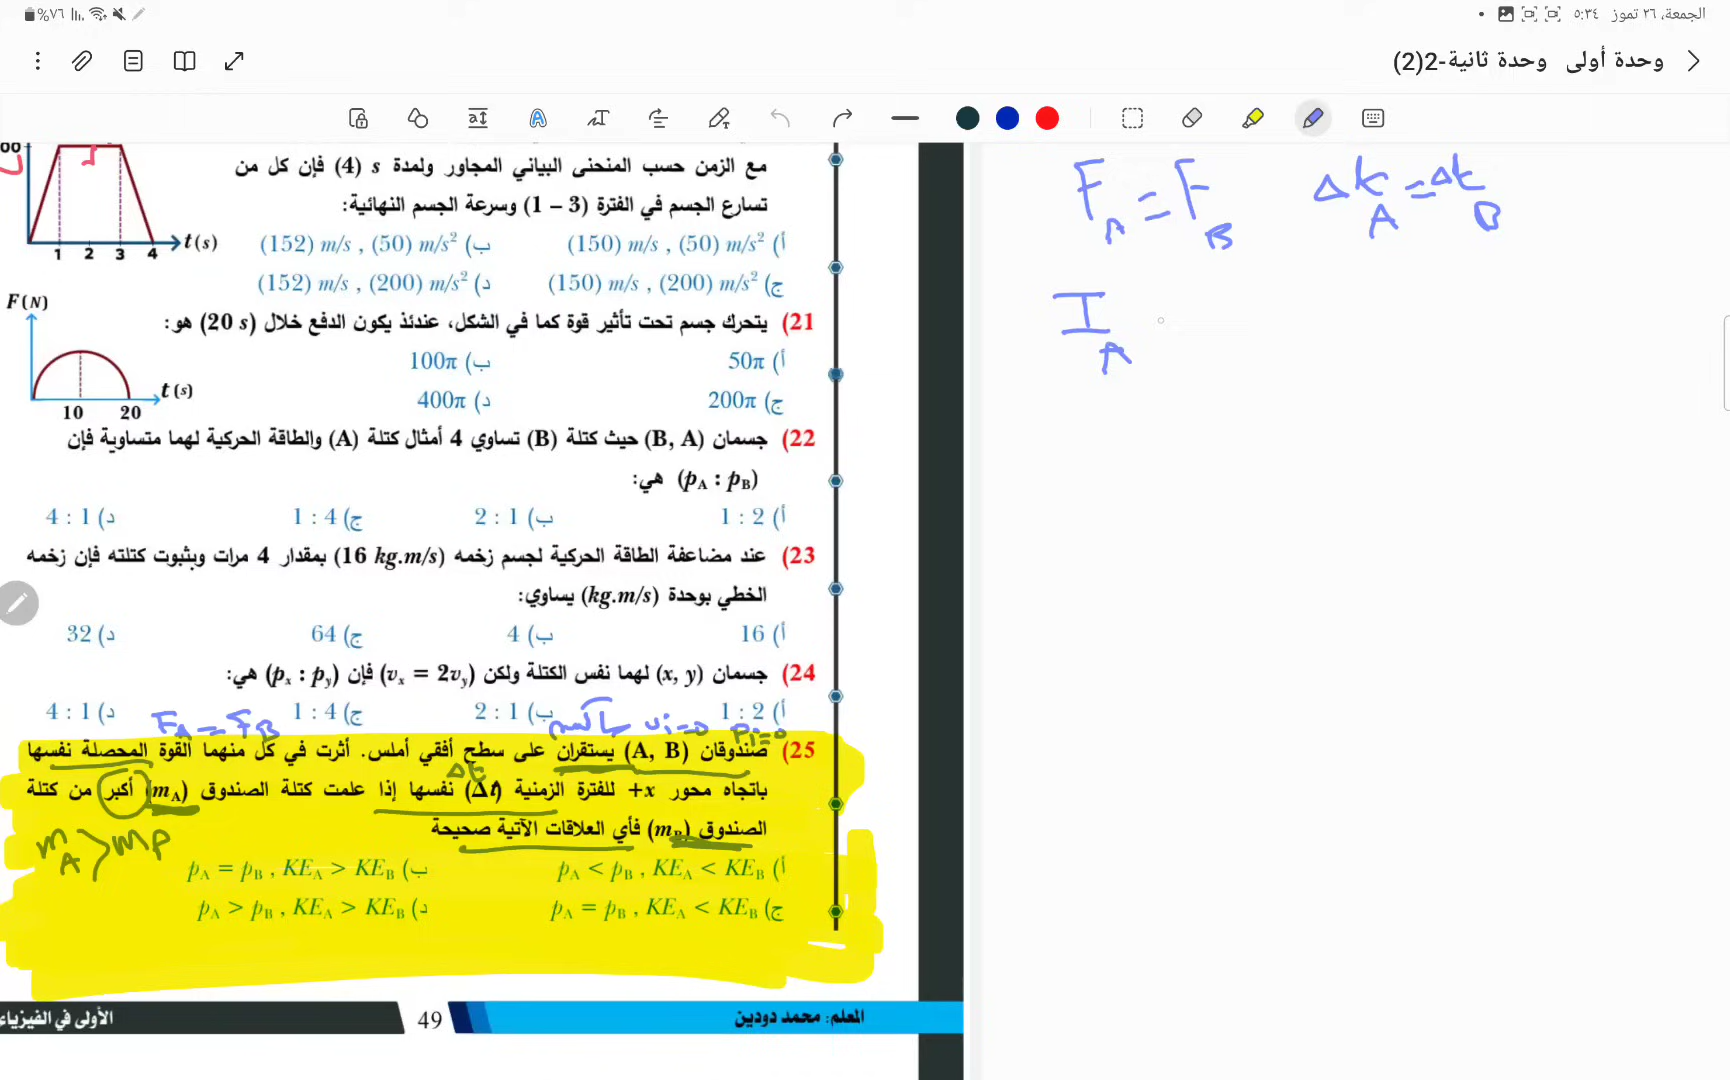 الجمعة، ٢٦ تموز ٥:٣٤
%٧٦
وحدة أولى وحدة ثانية-2(2)
مع الزمن حسب المنحنى البياني المجاور ولمدة (4) s فإن كل من
تسارع الجسم في الفترة (3 – 1) وسرعة الجسم النهائية:
أ) (150) m/s , (50) m/s²
ب) (152) m/s , (50) m/s²
ج) (150) m/s , (200) m/s²
د) (152) m/s , (200) m/s²
00
t(s)
1 2 3 4
21) يتحرك جسم تحت تأثير قوة كما في الشكل، عندئذ يكون الدفع خلال (20 s) هو:
أ) 50π
ب) 100π
ج) 200π
د) 400π
F(N)
t(s)
10 20
22) جسمان (B, A) حيث كتلة (B) تساوي 4 أمثال كتلة (A) والطاقة الحركية لهما متساوية فإن
(pA : pB) هي:
أ) 1 : 2
ب) 2 : 1
ج) 1 : 4
د) 4 : 1
23) عند مضاعفة الطاقة الحركية لجسم زخمه (16 kg.m/s) بمقدار 4 مرات وبثبوت كتلته فإن زخمه
الخطي بوحدة (kg.m/s) يساوي:
أ) 16
ب) 4
ج) 64
د) 32
24) جسمان (x, y) لهما نفس الكتلة ولكن (vx = 2vy) فإن (px : py) هي:
أ) 1 : 2
ب) 2 : 1
ج) 1 : 4
د) 4 : 1
Pi=0
vi=0
FA = FB
25) صندوقان (A, B) يستقران على سطح أفقي أملس. أثرت في كل منهما القوة المحصلة نفسها
Δt
باتجاه محور x+ للفترة الزمنية (Δt) نفسها إذا علمت كتلة الصندوق (mA) أكبر من كتلة
الصندوق (mB) فأي العلاقات الآتية صحيحة
mA > mB
أ) pA < pB , KEA < KEB
ب) pA = pB , KEA > KEB
ج) pA = pB , KEA < KEB
د) pA > pB , KEA > KEB
المعلم: محمد دودين
49
الأولى في الفيزياء
FA = FB ΔtA = ΔtB
IA